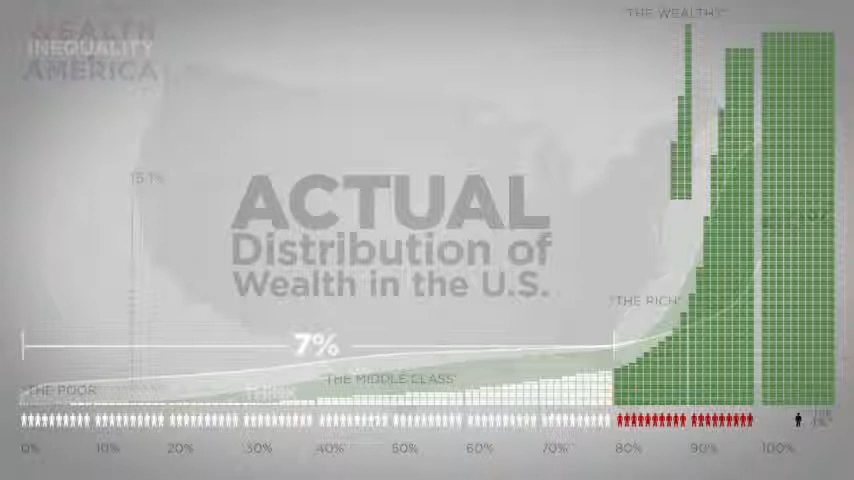 WEALTH
INEQUALITY
AMERICA
"THE WEALTHY"
15.1%
ACTUAL
Distribution of
Wealth in the U.S.
"THE RICH"
7%
"THE POOR
"THE MIDDLE CLASS"
1%
0% 10% 20% 30% 40% 50% 60% 70% 80% 90% 100%